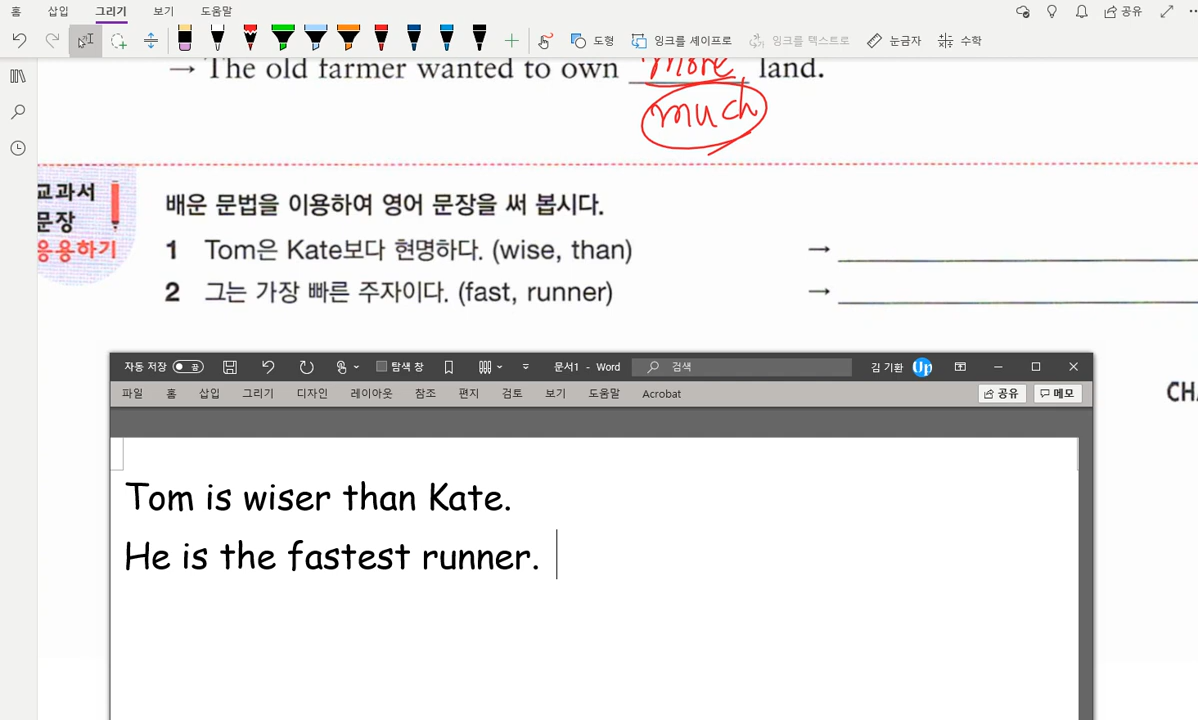 홈 삽입 그리기 보기 도움말 공유
도형 잉크를 셰이프로 잉크를 텍스트로 눈금자 수학
→ The old farmer wanted to own more land.
much
교과서
문장
응용하기
배운 문법을 이용하여 영어 문장을 써 봅시다.
1 Tom은 Kate보다 현명하다. (wise, than) →
2 그는 가장 빠른 주자이다. (fast, runner) →
자동 저장 끔 탐색 창 문서1 - Word 검색 김 기환 Up
파일 홈 삽입 그리기 디자인 레이아웃 참조 편지 검토 보기 도움말 Acrobat 공유 메모
CHA
Tom is wiser than Kate.
He is the fastest runner.